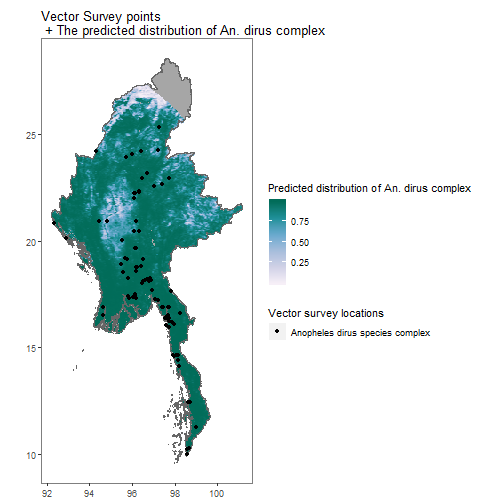 Vector Survey points
+ The predicted distribution of An. dirus complex
25
20
15
10
92
94
96
98
100
Predicted distribution of An. dirus complex
0.75
0.50
0.25
Vector survey locations
Anopheles dirus species complex